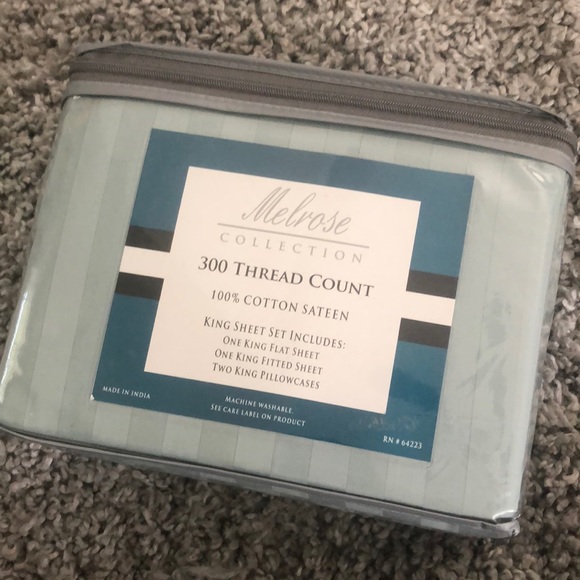 Melrose
COLLECTION
300 THREAD COUNT
100% COTTON SATEEN
KING SHEET SET INCLUDES:
ONE KING FLAT SHEET
ONE KING FITTED SHEET
TWO KING PILLOWCASES
MADE IN INDIA
MACHINE WASHABLE.
SEE CARE LABEL ON PRODUCT
RN # 64223